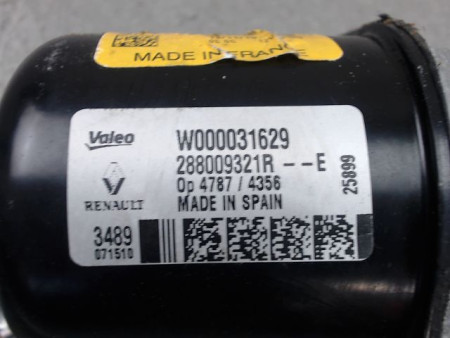 MADE IN FRANCE
Valeo W000031629
288009321R - - E
Op 4787 / 4356
RENAULT MADE IN SPAIN
25899
3489
071510